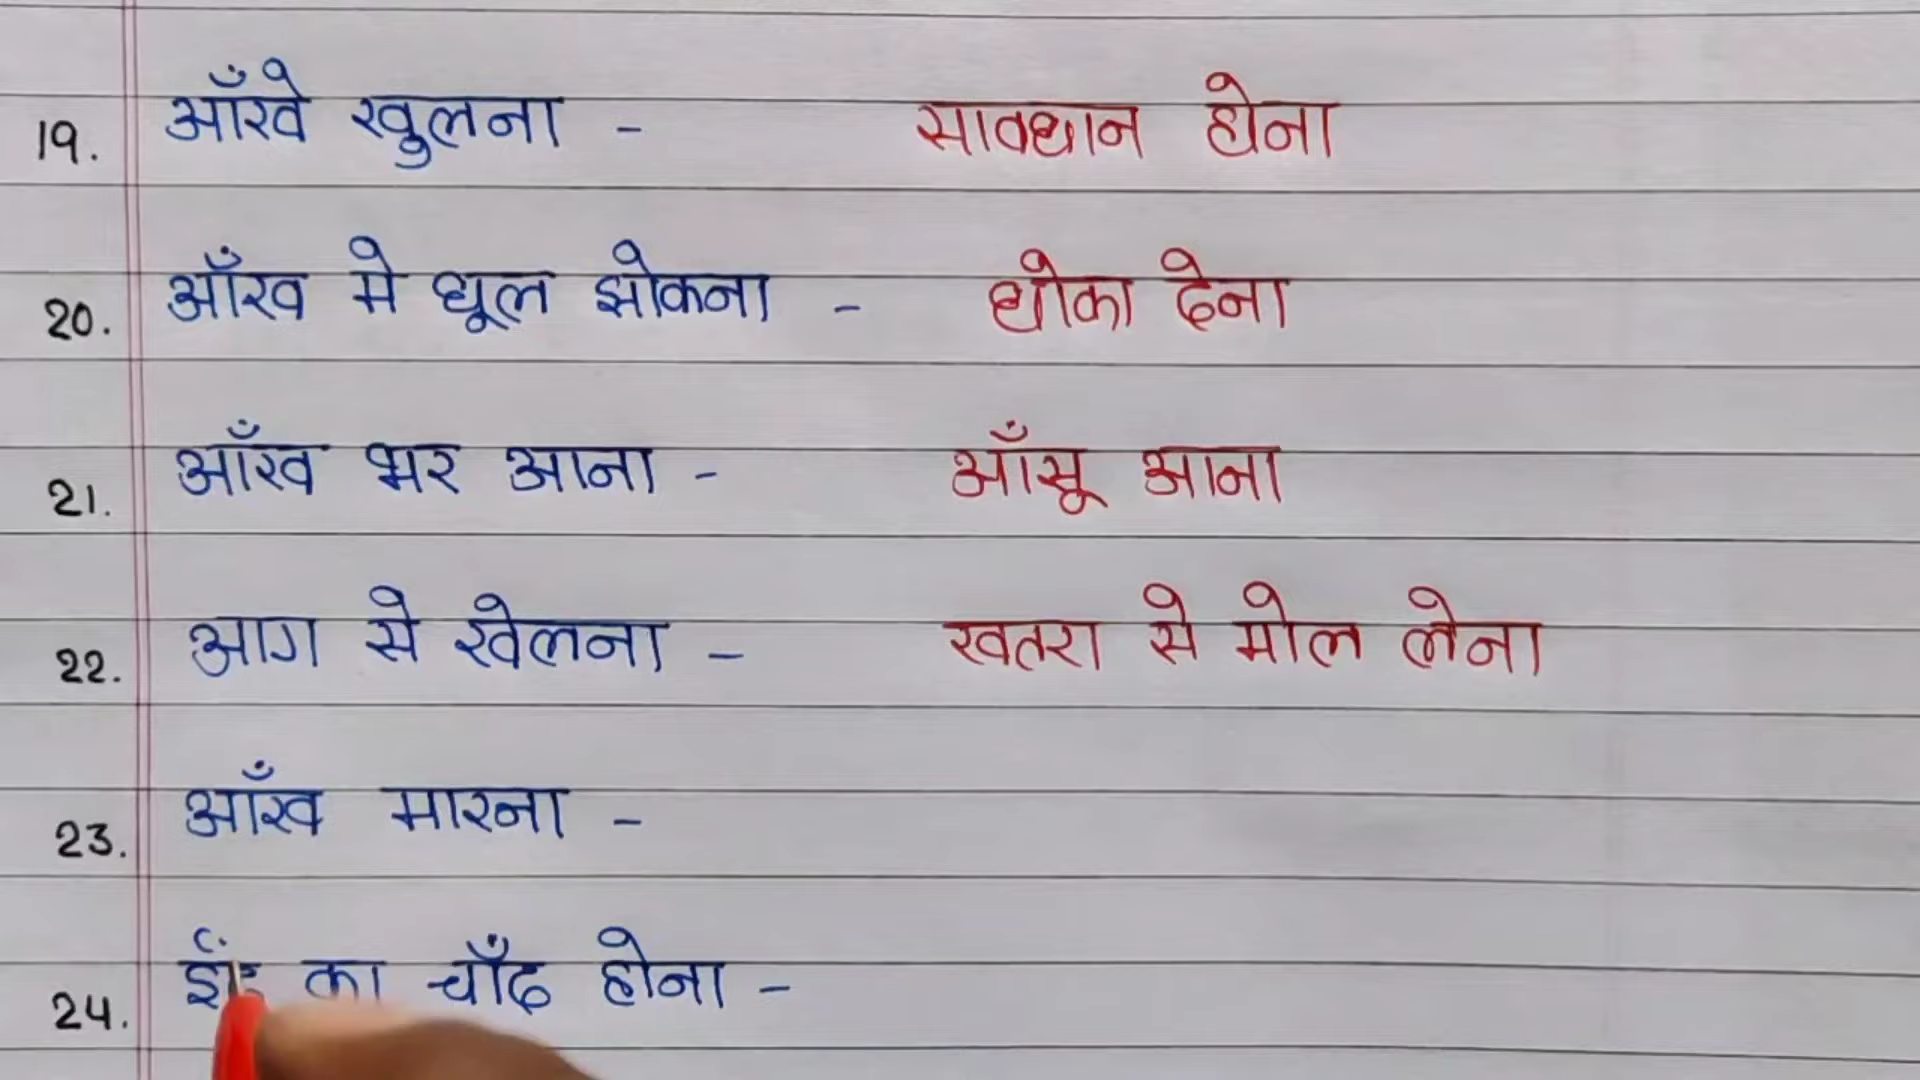 19. आँखे खुलना - सावधान होना
20. आँख मे धूल झोकना - धोका देना
21. आँख भर आना - आँसू आना
22. आग से खेलना - खतरा से मोल लेना
23. आँख मारना -
24. का चाँद होना -